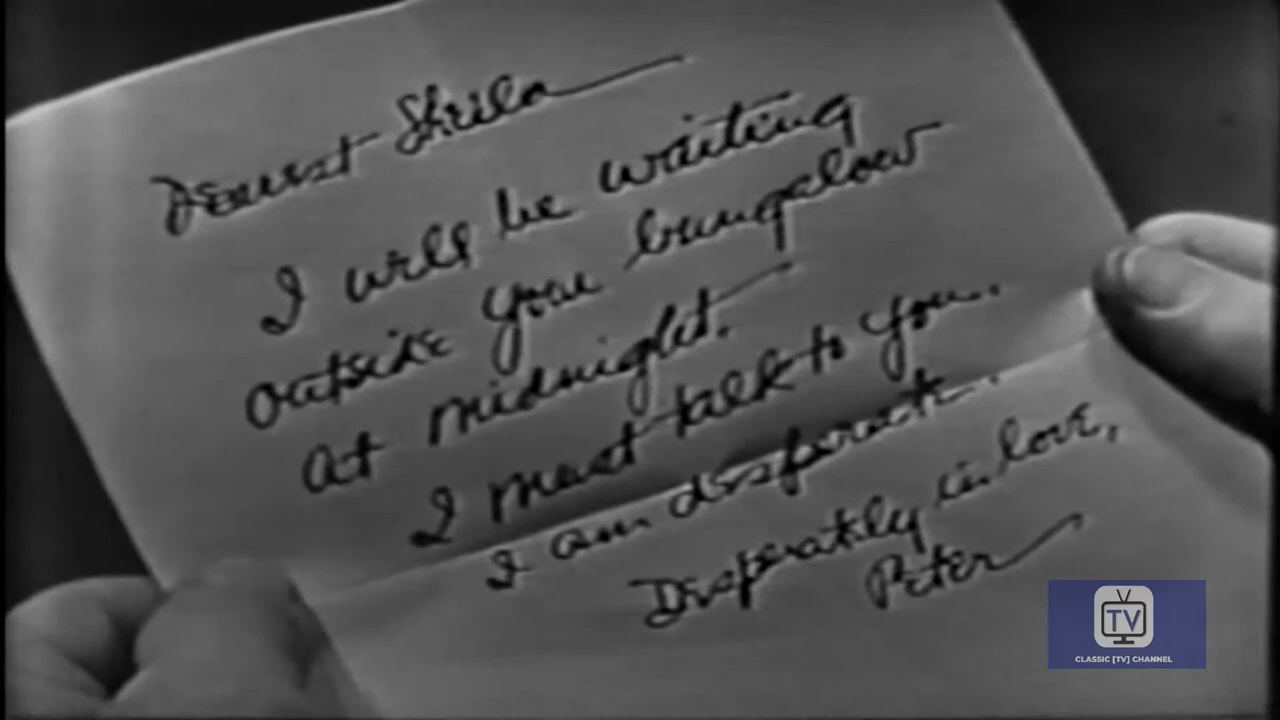 Dearest Sheila
I will be waiting
outside your bungalow
at midnight.
I must talk to you.
I am desperate.
Desperately in love,
Peter
TV
CLASSIC [TV] CHANNEL